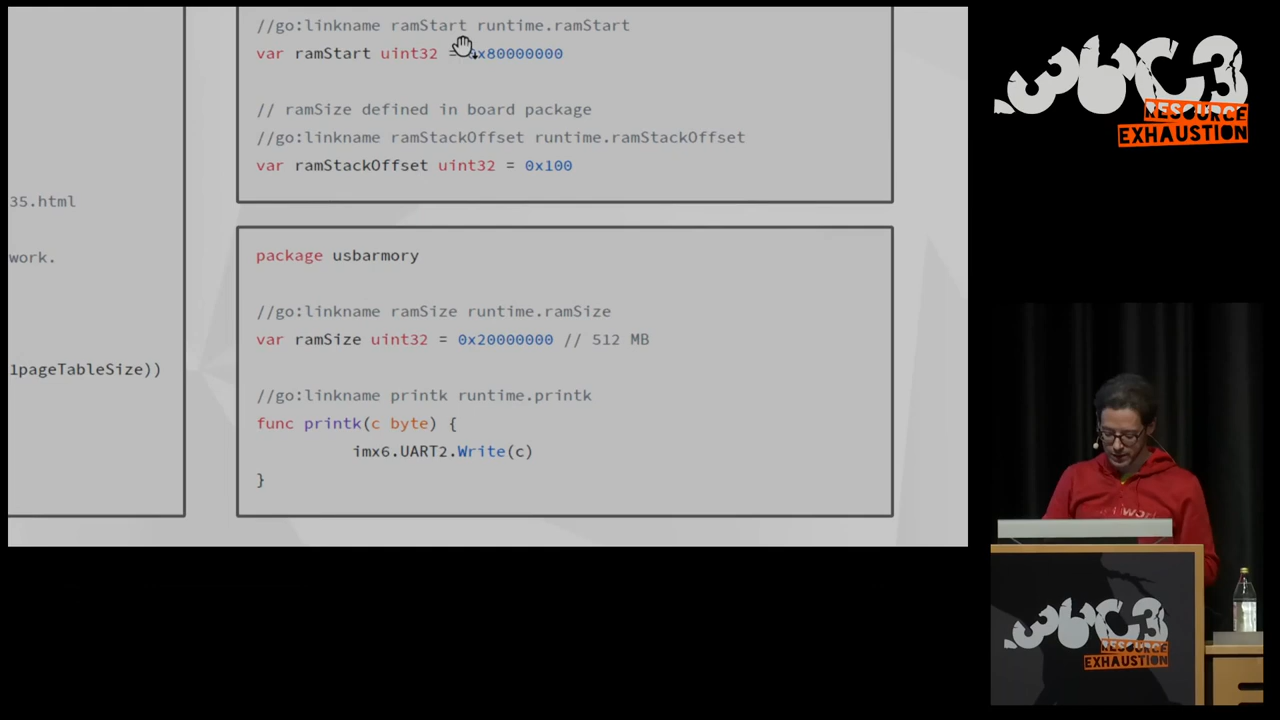 //go:linkname ramStart runtime.ramStart
var ramStart uint32 = 0x80000000
// ramSize defined in board package
//go:linkname ramStackOffset runtime.ramStackOffset
var ramStackOffset uint32 = 0x100
35.html
work.
1pageTableSize))
package usbarmory
//go:linkname ramSize runtime.ramSize
var ramSize uint32 = 0x20000000 // 512 MB
//go:linkname printk runtime.printk
func printk(c byte) {
imx6.UART2.Write(c)
}
36C3
RESOURCE
EXHAUSTION
36C3
RESOURCE
EXHAUSTION